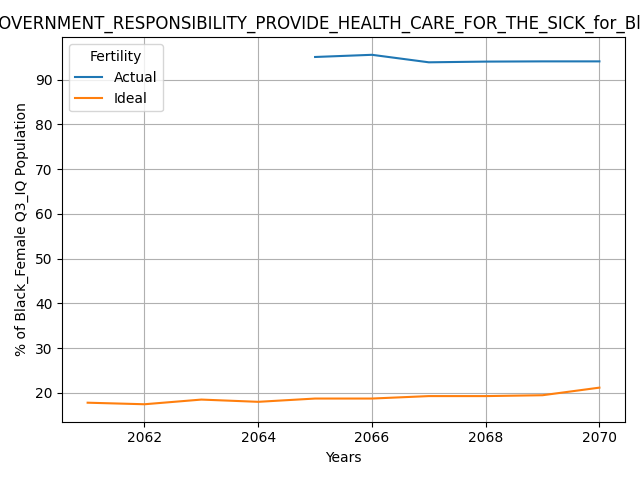 OVERNMENT_RESPONSIBILITY_PROVIDE_HEALTH_CARE_FOR_THE_SICK_for_Bl
Fertility
Actual
Ideal
90
80
70
60
50
40
30
20
% of Black_Female Q3_IQ Population
2062 2064 2066 2068 2070
Years